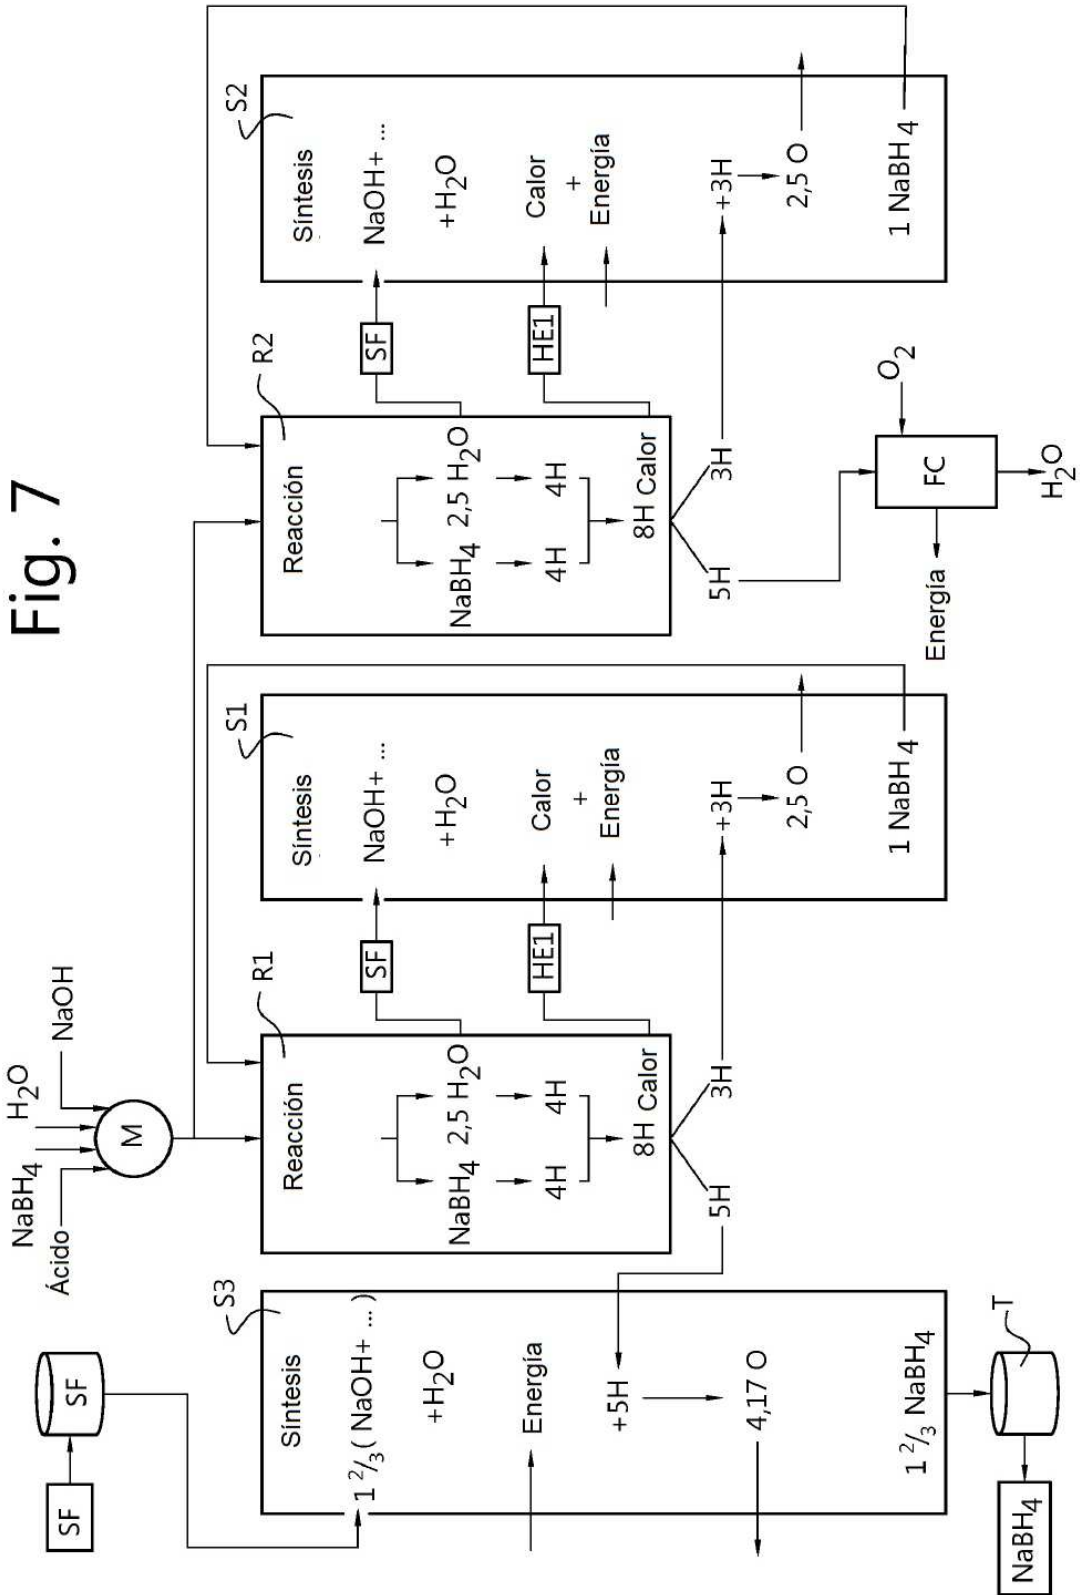 Fig. 7
SF
SF
Ácido
NaBH4
H2O
NaOH
M
S3
Síntesis
1 2/3 ( NaOH+ ...)
+H2O
Energía
+5H
4,17 O
1 2/3 NaBH4
T
NaBH4
R1
Reacción
NaBH4 2,5 H2O
4H 4H
8H Calor
5H 3H
SF
HE1
S1
Síntesis
NaOH+ ...
+H2O
Calor
+
Energía
+3H
2,5 O
1 NaBH4
R2
Reacción
NaBH4 2,5 H2O
4H 4H
8H Calor
5H 3H
SF
HE1
FC
O2
Energía
H2O
S2
Síntesis
NaOH+ ...
+H2O
Calor
+
Energía
+3H
2,5 O
1 NaBH4